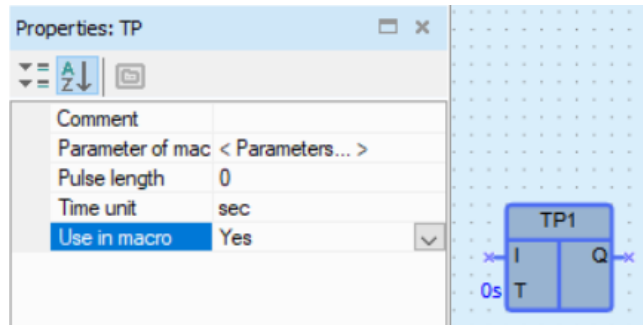 Properties: TP
Comment
Parameter of mac < Parameters... >
Pulse length 0
Time unit sec
Use in macro Yes
TP1
I Q
0s T